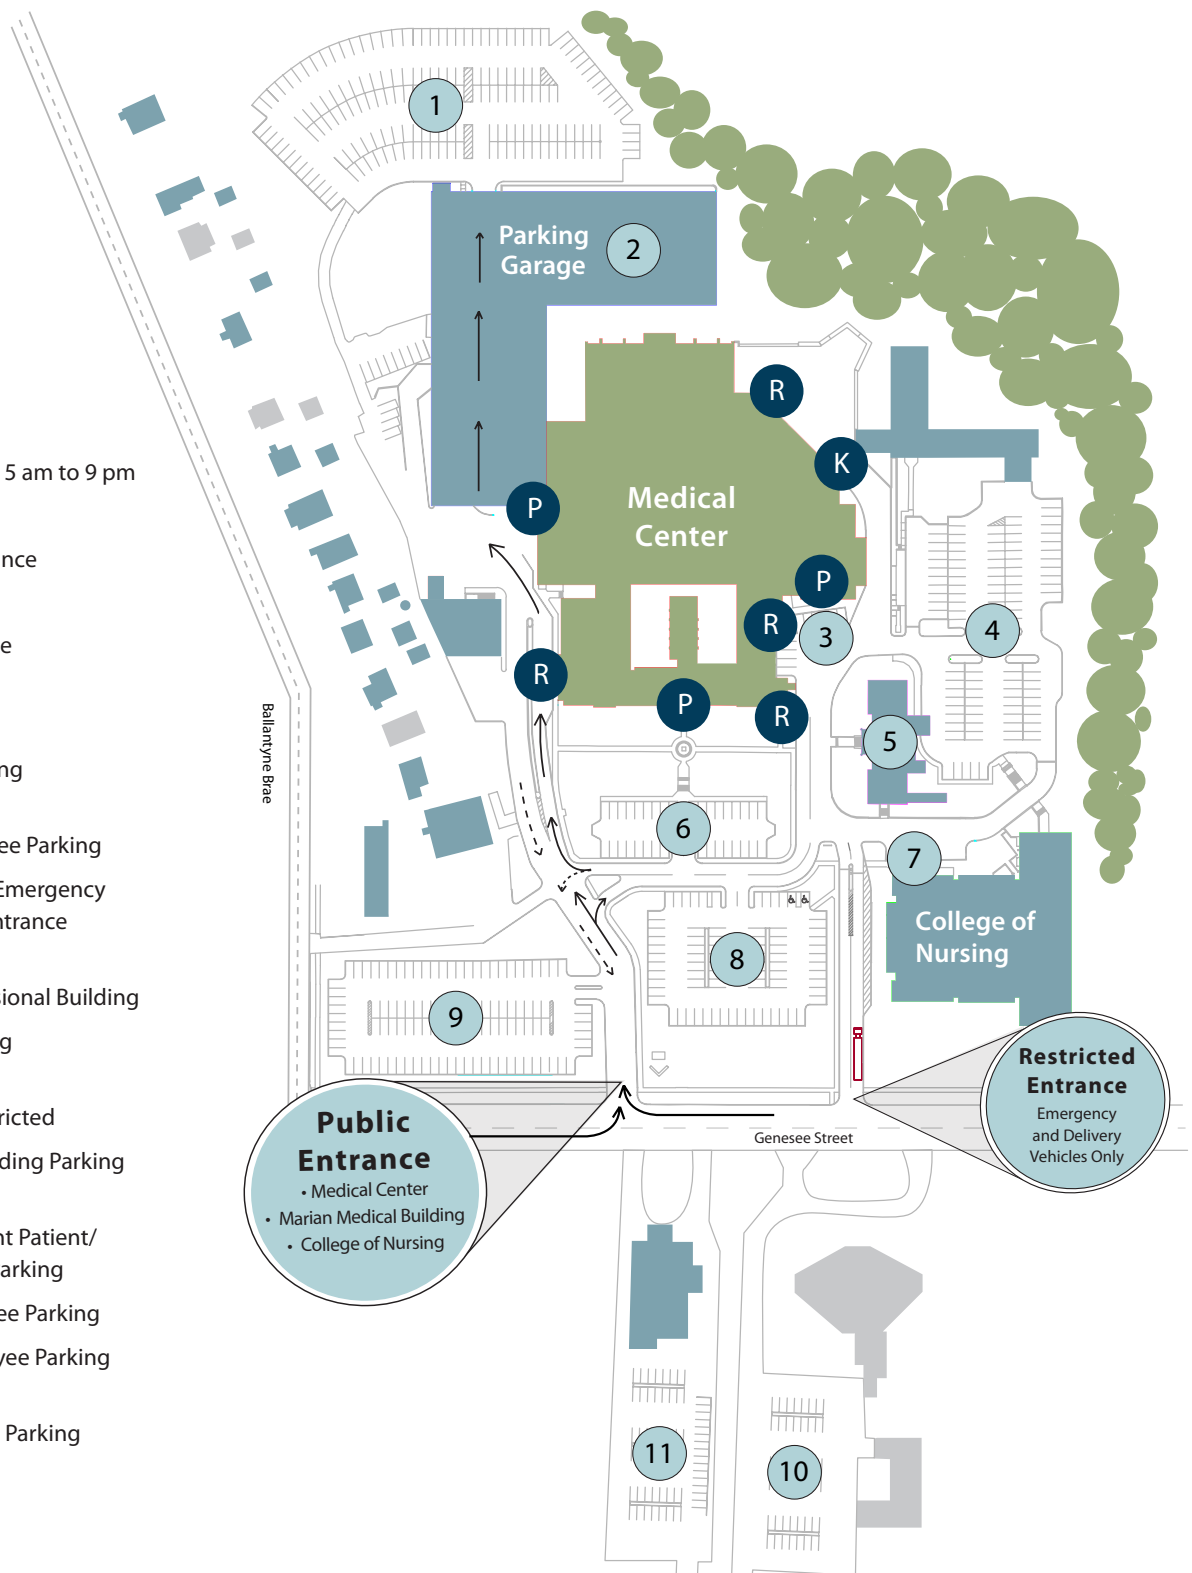 5 am to 9 pm
nce
e
ng
ee Parking
Emergency
ntrance
sional Building
g
ricted
ding Parking
nt Patient/
arking
ee Parking
yee Parking
Parking
1
Parking
Garage
2
R
K
P
Medical
Center
P
R
3
4
R
P
R
5
Ballantyne Brae
6
7
College of
Nursing
8
9
Public
Entrance
• Medical Center
• Marian Medical Building
• College of Nursing
Genesee Street
Restricted
Entrance
Emergency
and Delivery
Vehicles Only
11
10